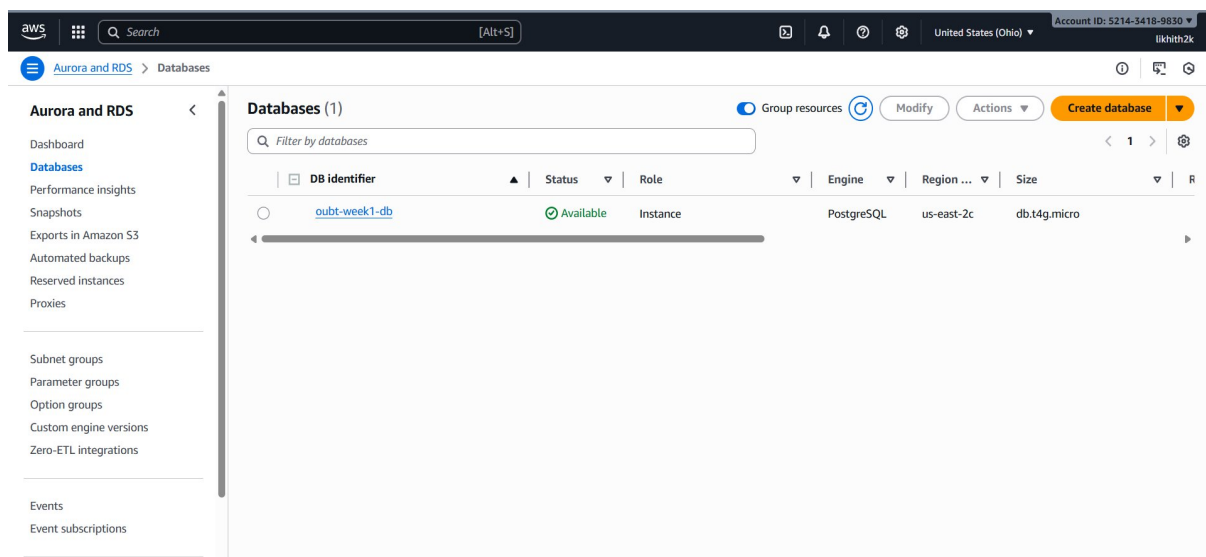 aws
Search
[Alt+S]
United States (Ohio)
Account ID: 5214-3418-9830
likhith2k
Aurora and RDS > Databases
Aurora and RDS
Dashboard
Databases
Performance insights
Snapshots
Exports in Amazon S3
Automated backups
Reserved instances
Proxies
Subnet groups
Parameter groups
Option groups
Custom engine versions
Zero-ETL integrations
Events
Event subscriptions
Databases (1)
Group resources
Modify
Actions
Create database
Filter by databases
1
DB identifier Status Role Engine Region ... Size R
oubt-week1-db Available Instance PostgreSQL us-east-2c db.t4g.micro